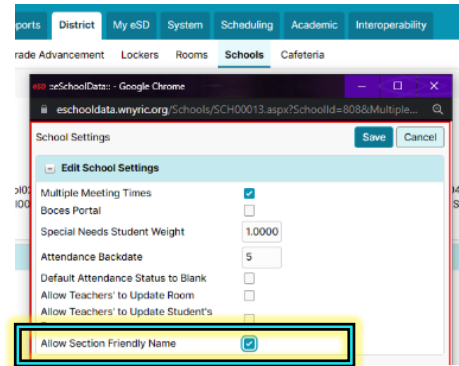 ports District My eSD System Scheduling Academic Interoperability
rade Advancement Lockers Rooms Schools Cafeteria
eSD ::eSchoolData:: - Google Chrome
eschooldata.wnyric.org/Schools/SCH00013.aspx?SchoolId=808&Multiple...
School Settings Save Cancel
Edit School Settings
Multiple Meeting Times
Boces Portal
Special Needs Student Weight 1.0000
Attendance Backdate 5
Default Attendance Status to Blank
Allow Teachers' to Update Room
Allow Teachers' to Update Student's
Allow Section Friendly Name